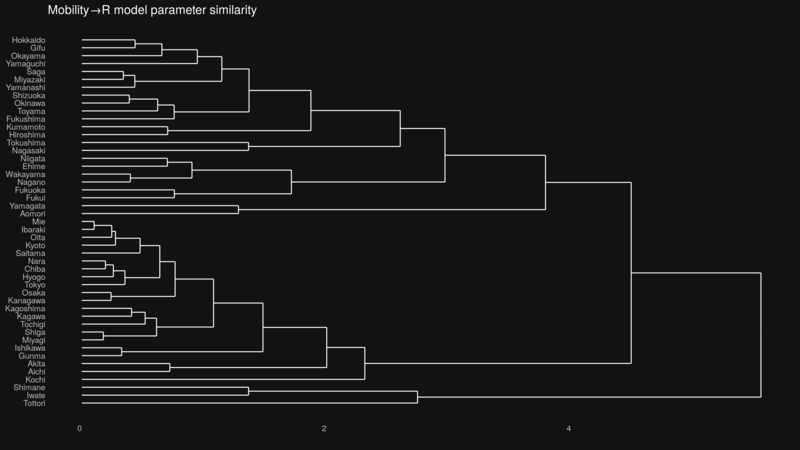 Mobility→R model parameter similarity
Hokkaido
Gifu
Okayama
Yamaguchi
Saga
Miyazaki
Yamanashi
Shizuoka
Okinawa
Toyama
Fukushima
Kumamoto
Hiroshima
Tokushima
Nagasaki
Niigata
Ehime
Wakayama
Nagano
Fukuoka
Fukui
Yamagata
Aomori
Mie
Ibaraki
Oita
Kyoto
Saitama
Nara
Chiba
Hyogo
Tokyo
Osaka
Kanagawa
Kagoshima
Kagawa
Tochigi
Shiga
Miyagi
Ishikawa
Gunma
Akita
Aichi
Kochi
Shimane
Iwate
Tottori
0 2 4